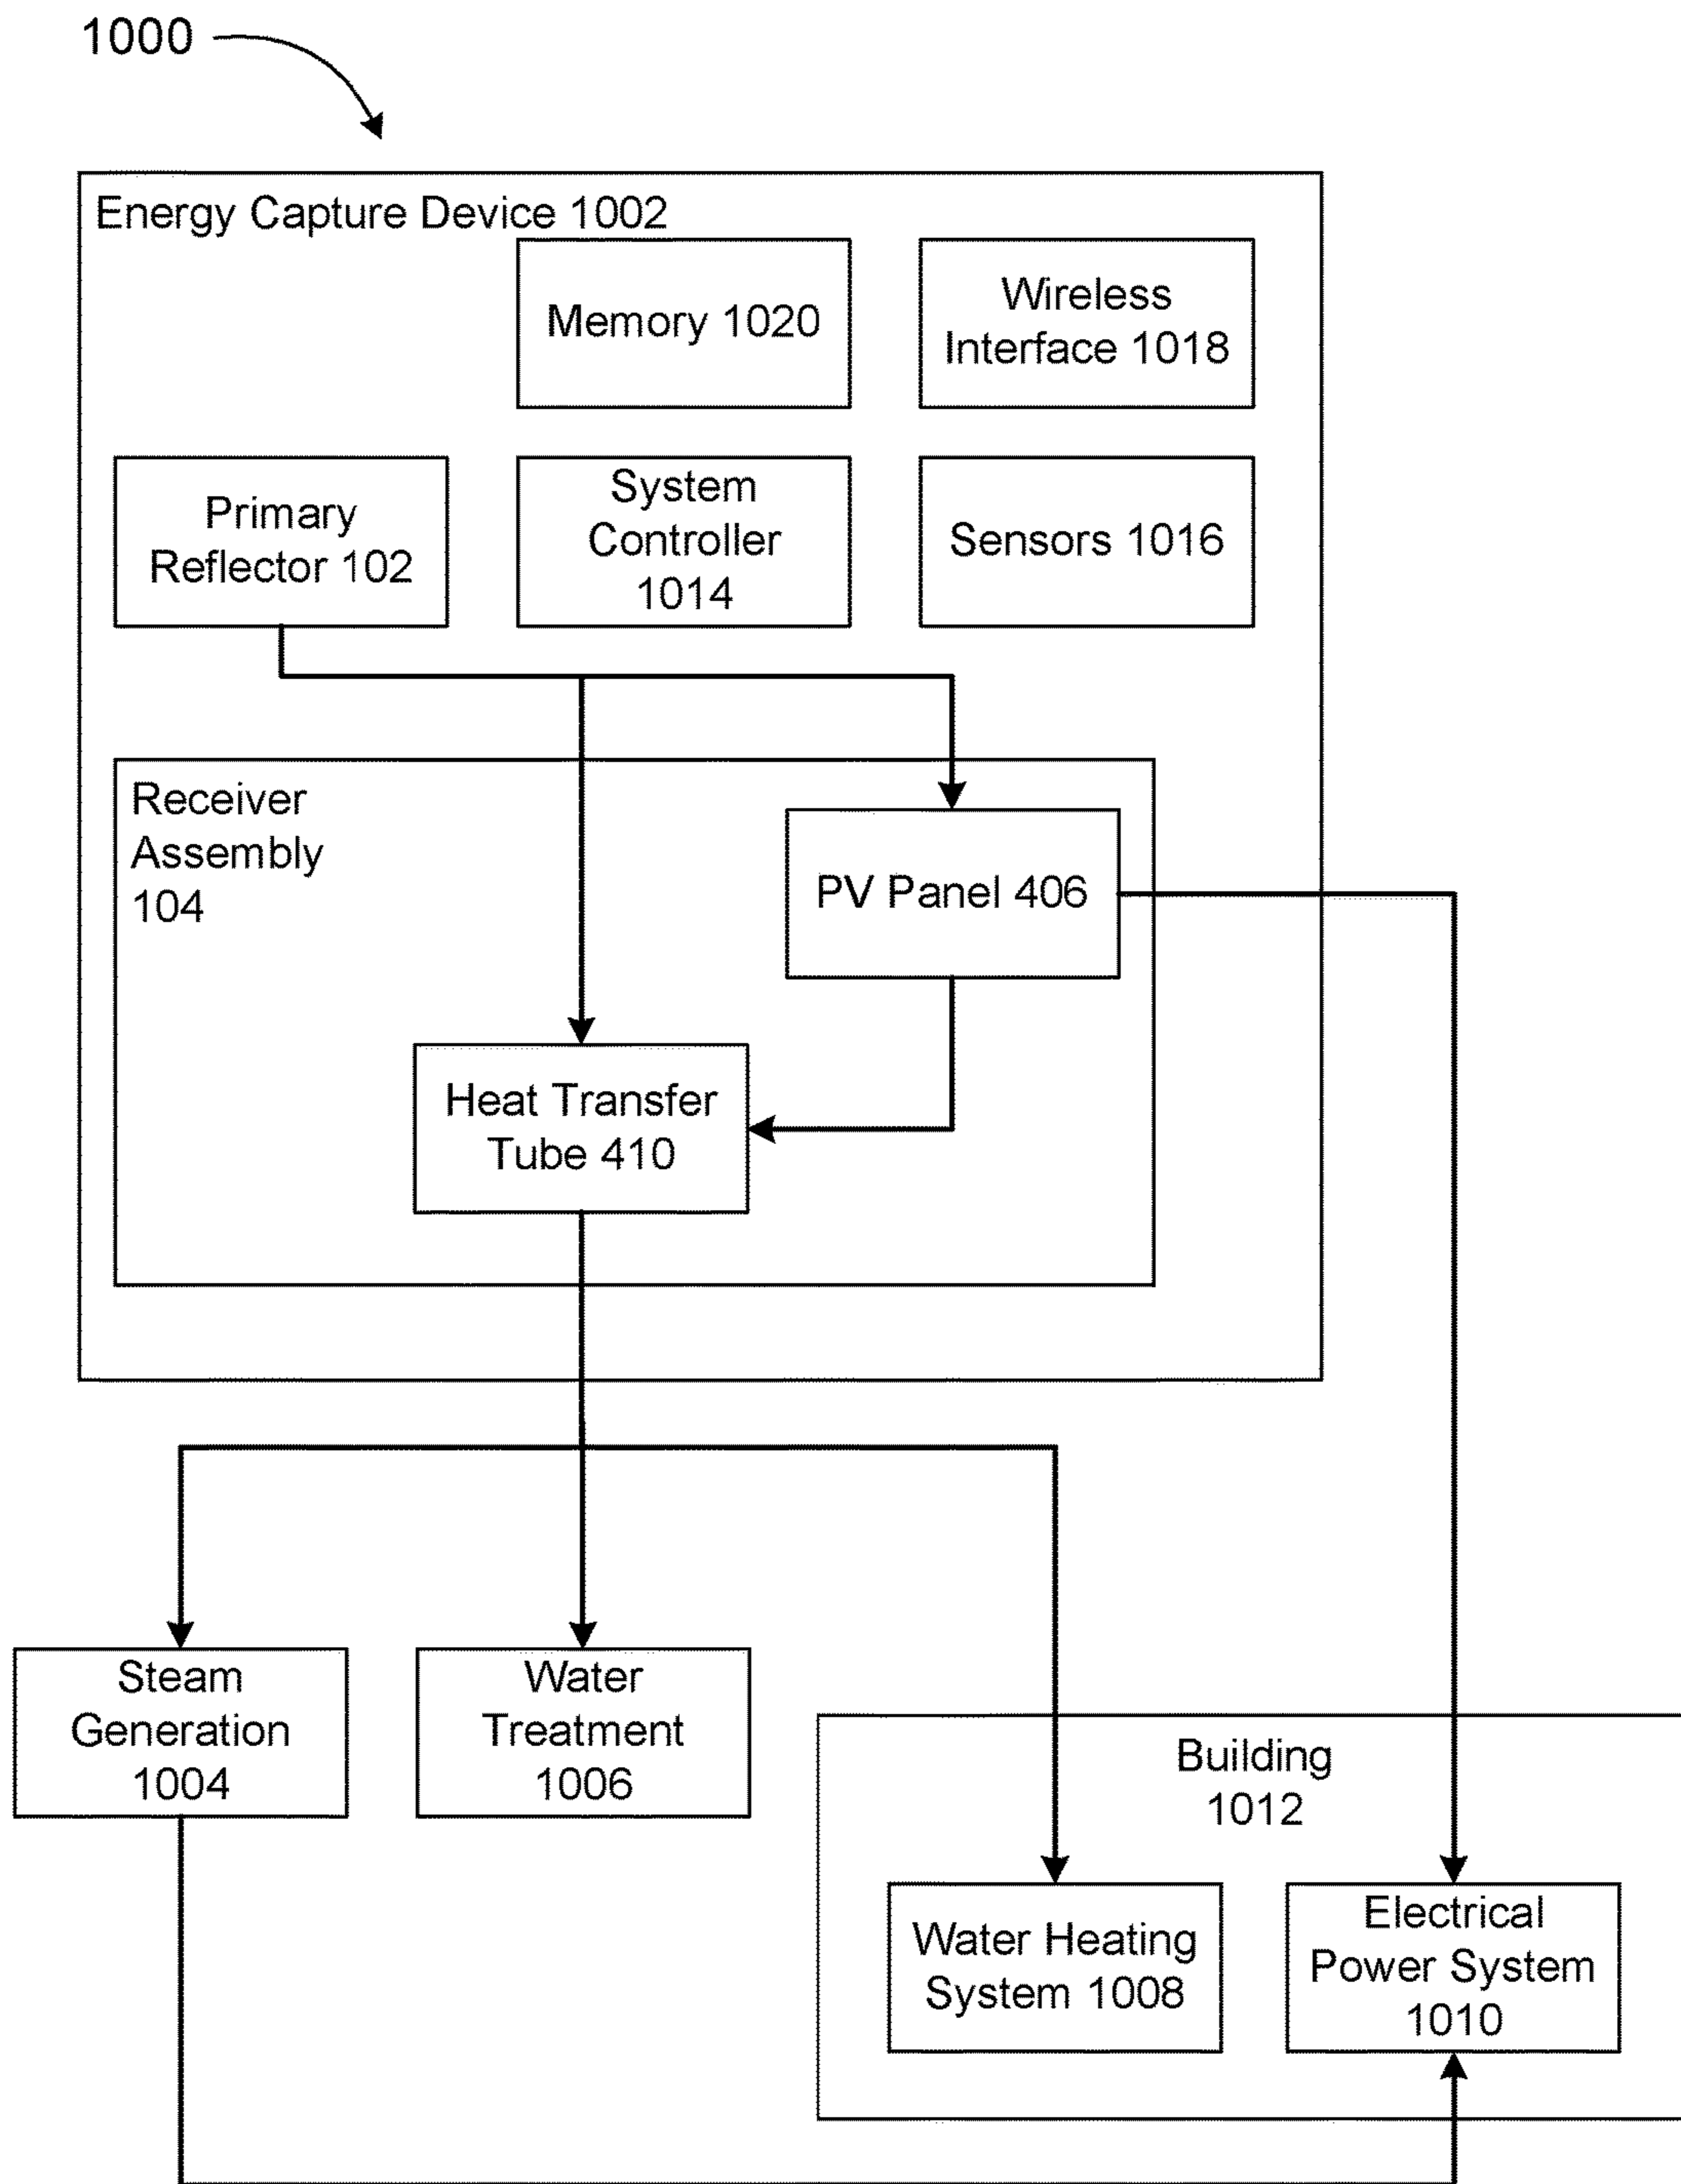 1000
Energy Capture Device 1002
Memory 1020
Wireless
Interface 1018
Primary
Reflector 102
System
Controller
1014
Sensors 1016
Receiver
Assembly
104
PV Panel 406
Heat Transfer
Tube 410
Steam
Generation
1004
Water
Treatment
1006
Building
1012
Water Heating
System 1008
Electrical
Power System
1010